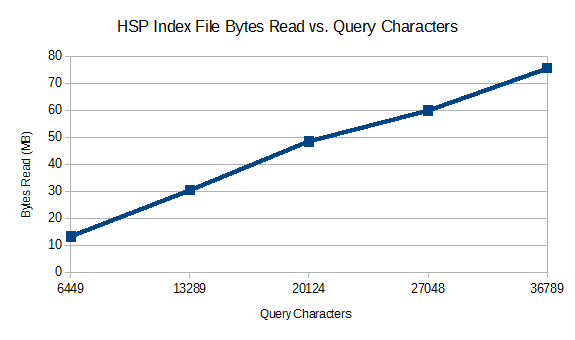 HSP Index File Bytes Read vs. Query Characters
80
70
60
50
40
30
20
10
0
Bytes Read (MB)
6449 13289 20124 27048 36789
Query Characters